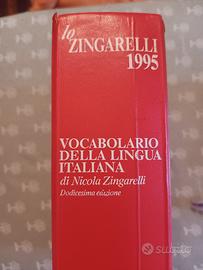 lo
ZINGARELLI
1995
VOCABOLARIO
DELLA LINGUA
ITALIANA
di Nicola Zingarelli
Dodicesima edizione
subito